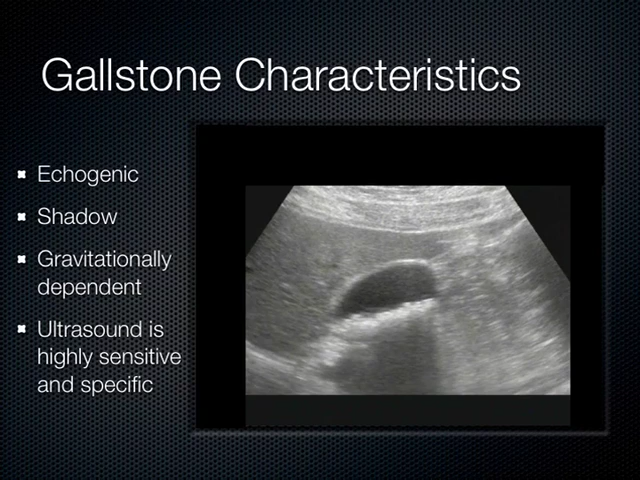 Gallstone Characteristics
Echogenic
Shadow
Gravitationally
dependent
Ultrasound is
highly sensitive
and specific